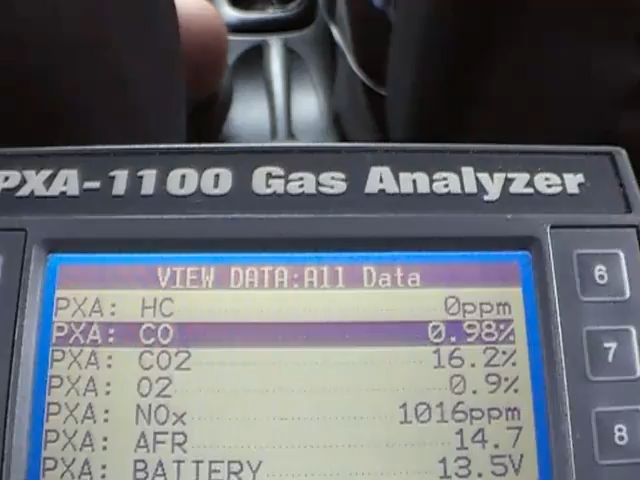 PXA-1100 Gas Analyzer
VIEW DATA:All Data
PXA: HC 0ppm
PXA: CO 0.98%
PXA: CO2 16.2%
PXA: O2 0.9%
PXA: NOx 1016ppm
PXA: AFR 14.7
PXA: BATTERY 13.5V
6
7
8